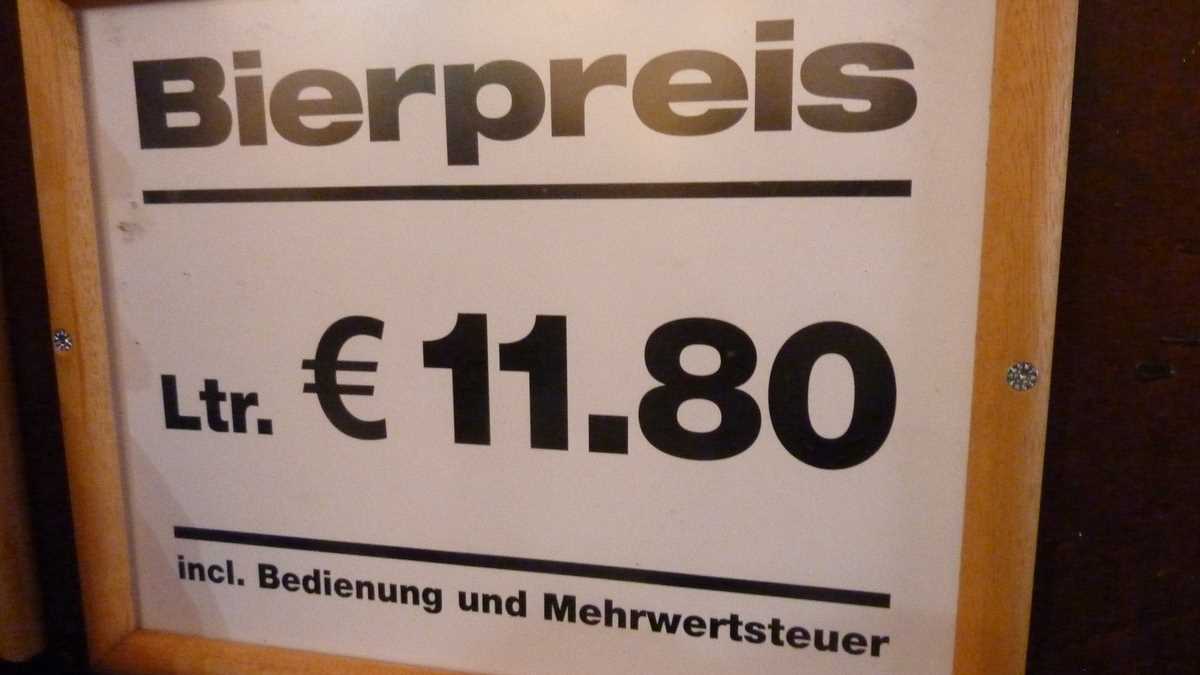 Bierpreis
Ltr. € 11.80
incl. Bedienung und Mehrwertsteuer